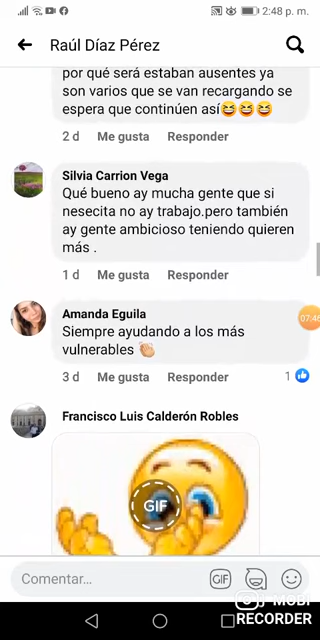 2:48 p. m.
Raúl Díaz Pérez
por qué será estaban ausentes ya
son varios que se van recargando se
espera que continúen así😆😆😆
2 d Me gusta Responder
Silvia Carrion Vega
Qué bueno ay mucha gente que si
nesecita no ay trabajo.pero también
ay gente ambicioso teniendo quieren
más .
1 d Me gusta Responder
Amanda Eguila
Siempre ayudando a los más
vulnerables 👏🏻
07:46
3 d Me gusta Responder 1
Francisco Luis Calderón Robles
GIF
Comentar... GIF
MOBI
RECORDER